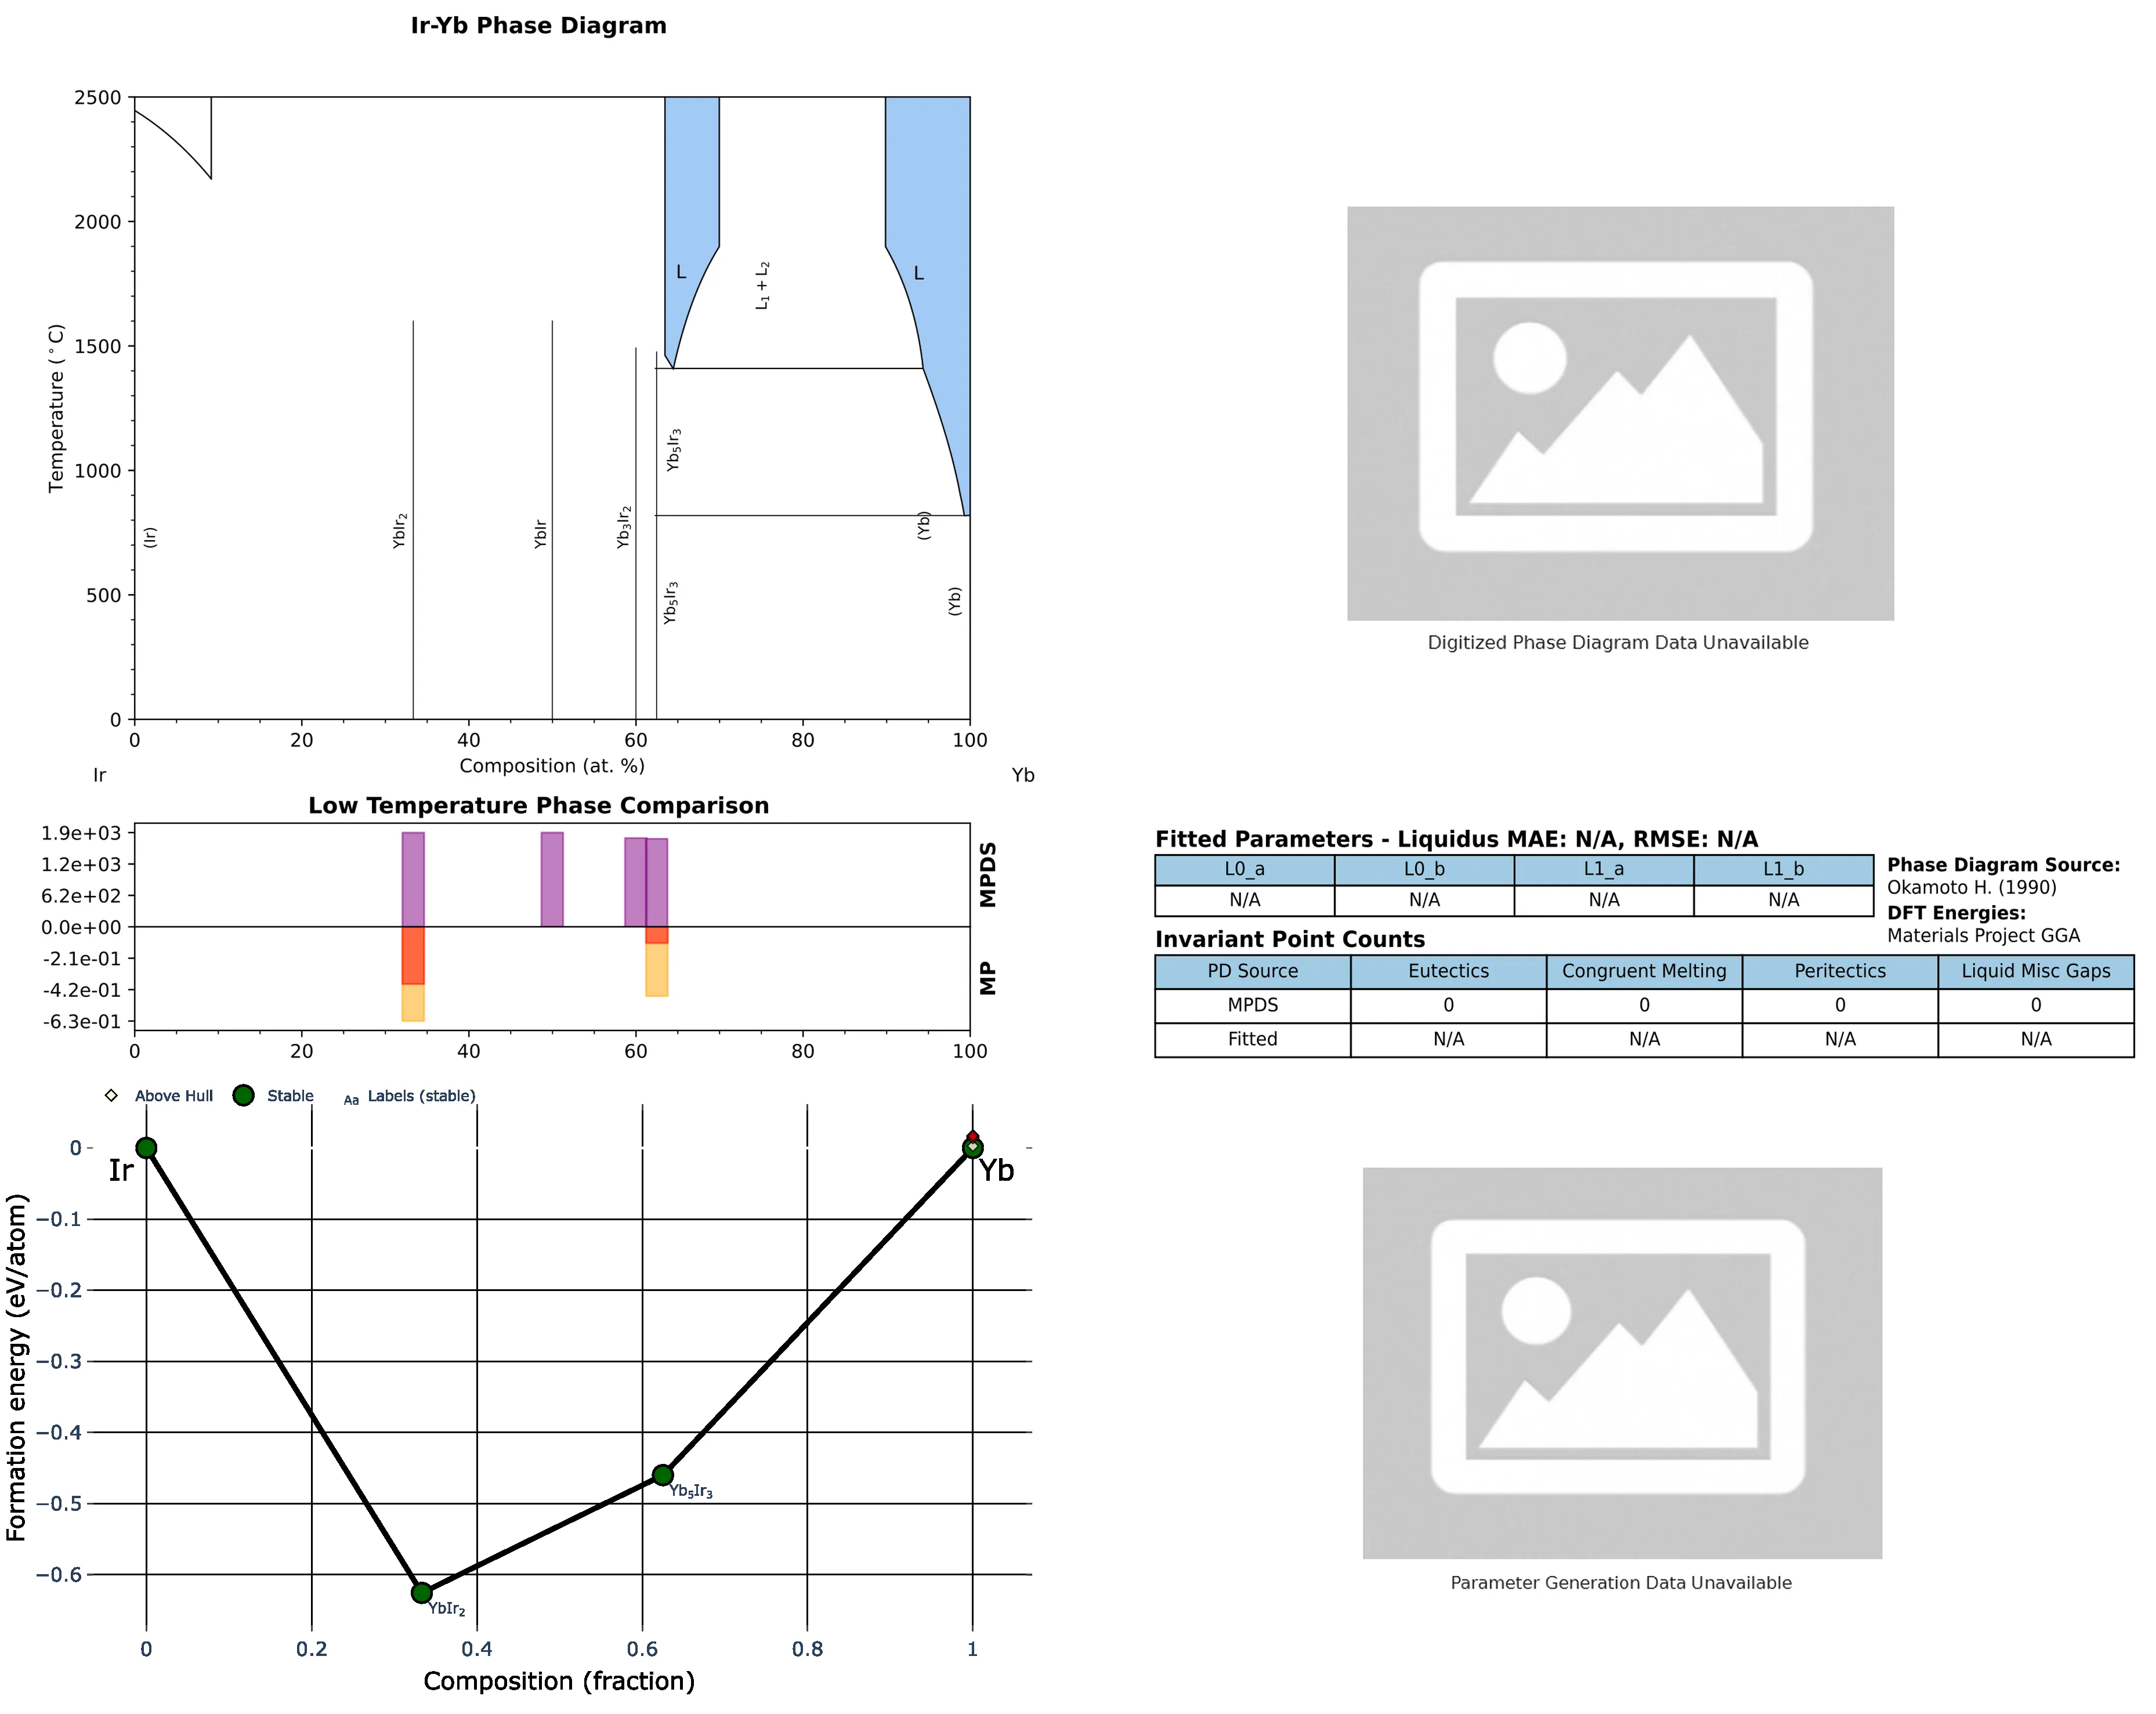 Ir-Yb Phase Diagram
2500
2000
1500
1000
500
0
Temperature (°C)
0 20 40 60 80 100
Composition (at. %)
Ir
Yb
(Ir)
YbIr2
YbIr
Yb3Ir2
Yb5Ir3
Yb5Ir3
L
L1 + L2
L
(Yb)
(Yb)
Digitized Phase Diagram Data Unavailable
Low Temperature Phase Comparison
1.9e+03
1.2e+03
6.2e+02
0.0e+00
-2.1e-01
-4.2e-01
-6.3e-01
MPDS
MP
0 20 40 60 80 100
Fitted Parameters - Liquidus MAE: N/A, RMSE: N/A
L0_a L0_b L1_a L1_b
N/A N/A N/A N/A
Phase Diagram Source:
Okamoto H. (1990)
DFT Energies:
Materials Project GGA
Invariant Point Counts
PD Source Eutectics Congruent Melting Peritectics Liquid Misc Gaps
MPDS 0 0 0 0
Fitted N/A N/A N/A N/A
Above Hull Stable Aa Labels (stable)
0
−0.1
−0.2
−0.3
−0.4
−0.5
−0.6
Formation energy (eV/atom)
Ir
Yb
Yb5Ir3
YbIr2
0 0.2 0.4 0.6 0.8 1
Composition (fraction)
Parameter Generation Data Unavailable